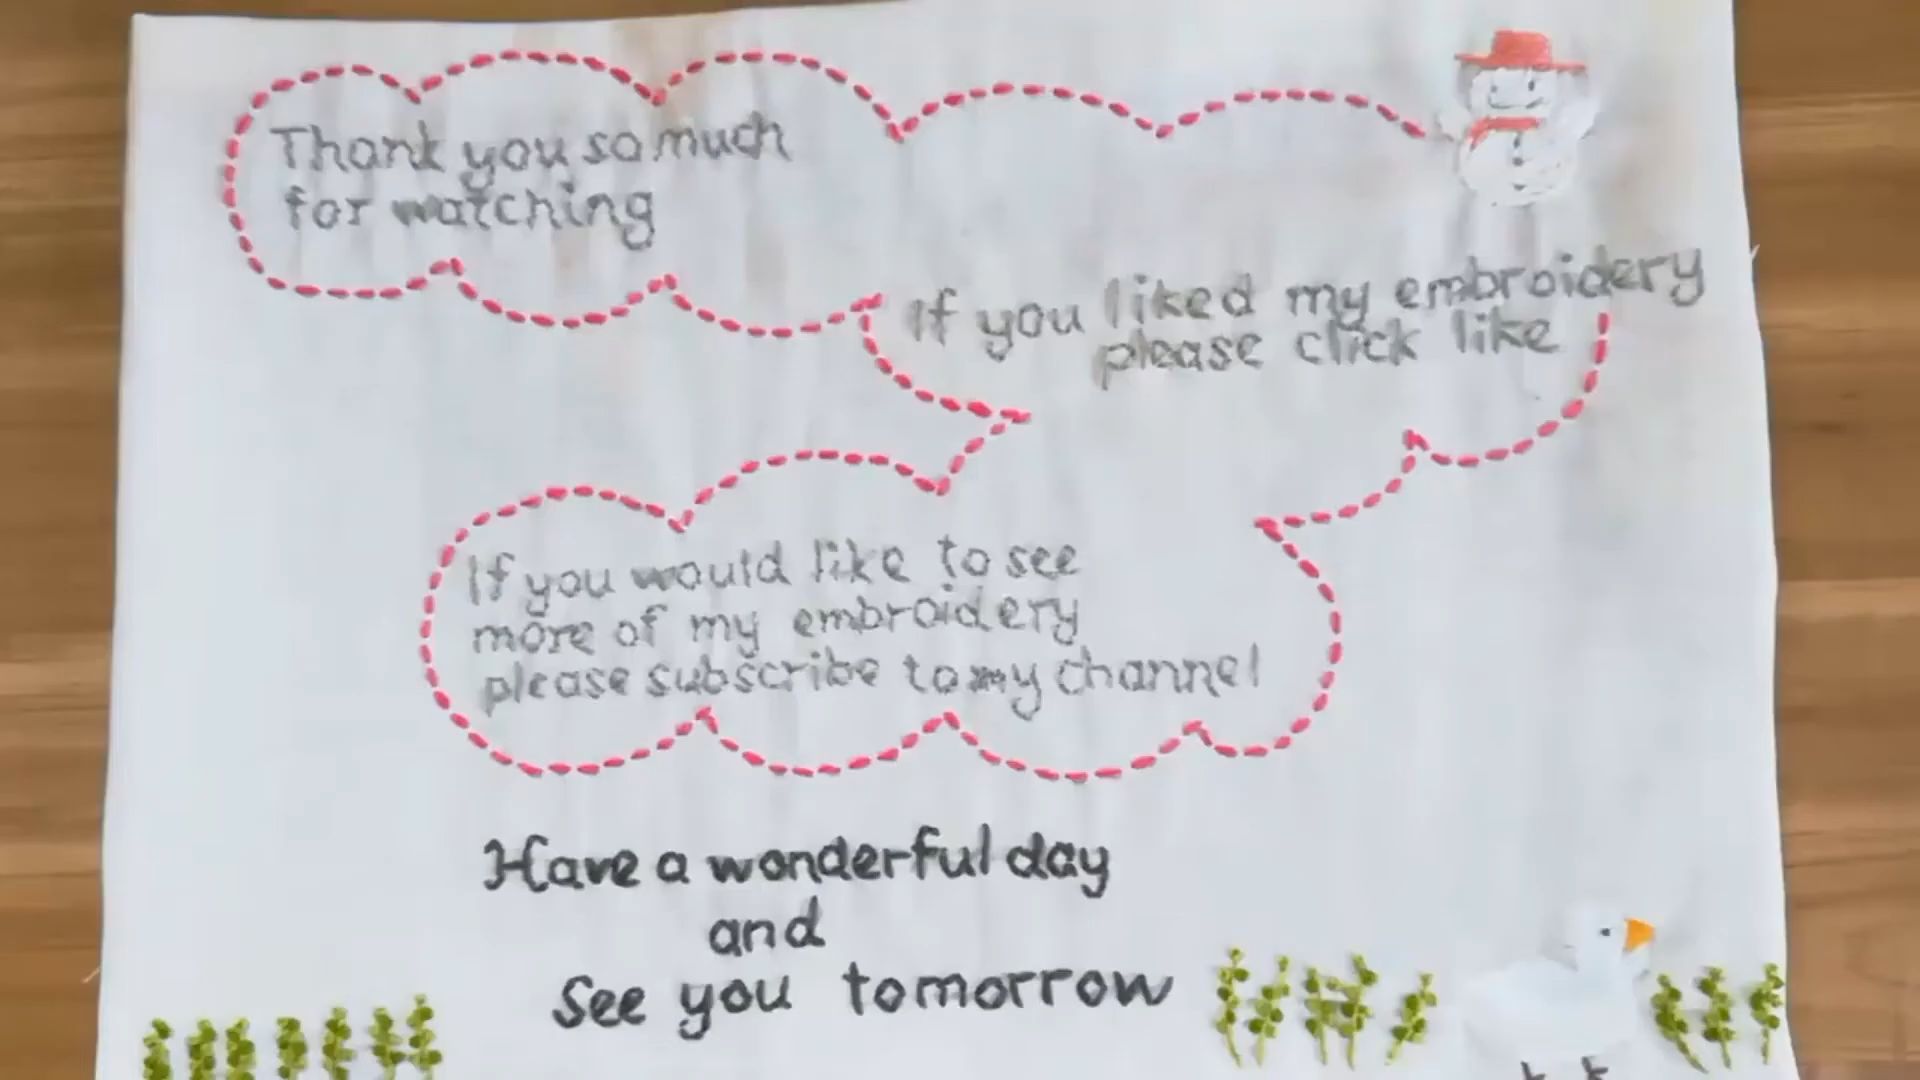 Thank you so much
for watching
If you liked my embroidery
please click like
If you would like to see
more of my embroidery
please subscribe to my channel
Have a wonderful day
and
See you tomorrow